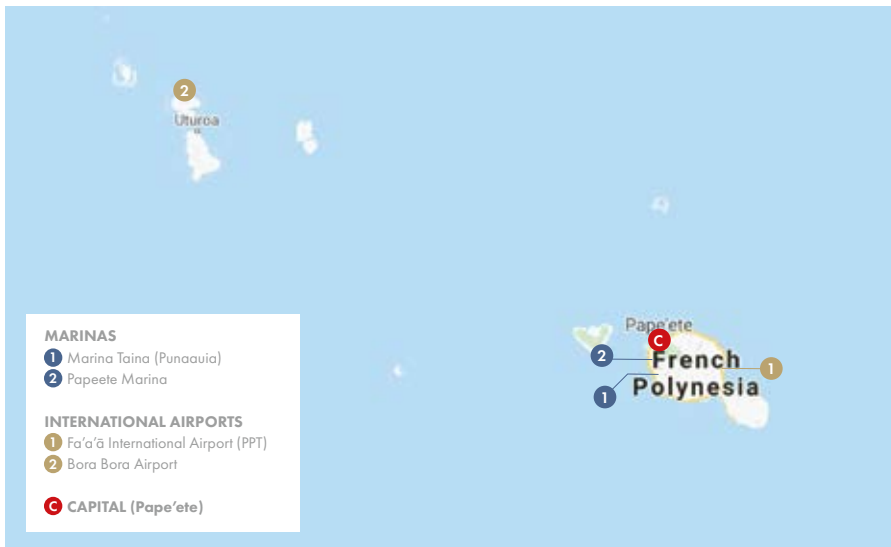 2
Uturoa
Pape'ete
C
2
French
1
1
Polynesia
MARINAS
1 Marina Taina (Punaauia)
2 Papeete Marina
INTERNATIONAL AIRPORTS
1 Fa’a’ā International Airport (PPT)
2 Bora Bora Airport
C CAPITAL (Pape’ete)